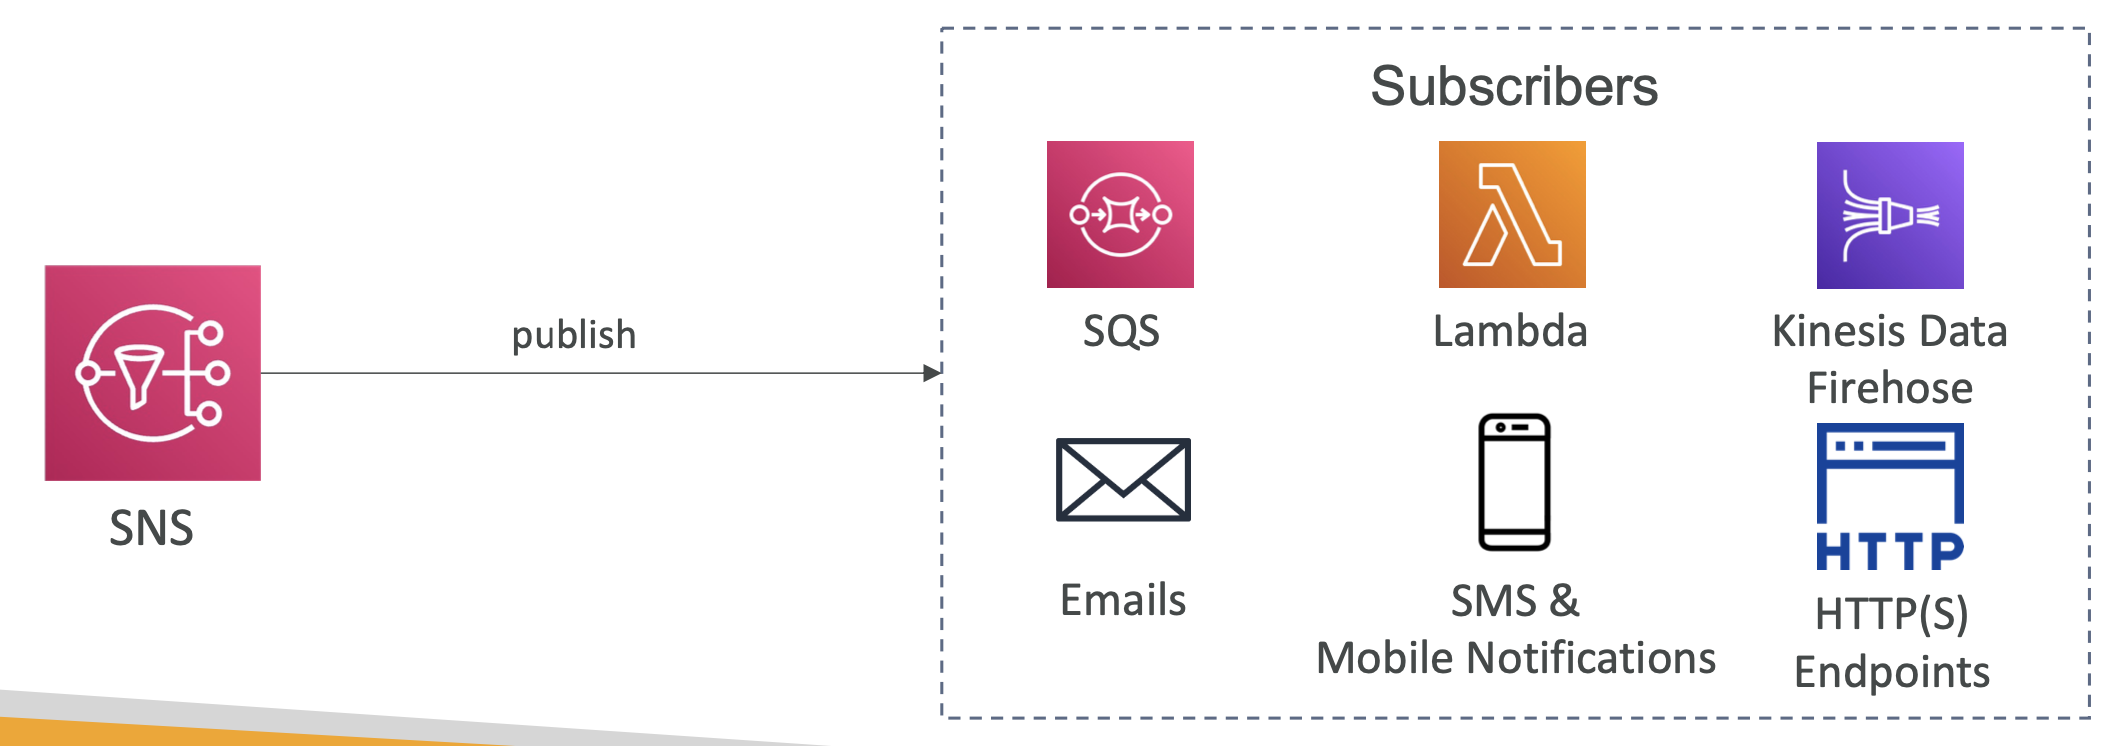 Subscribers
SQS
Lambda
Kinesis Data
Firehose
publish
SNS
Emails
SMS &
Mobile Notifications
HTTP
HTTP(S)
Endpoints